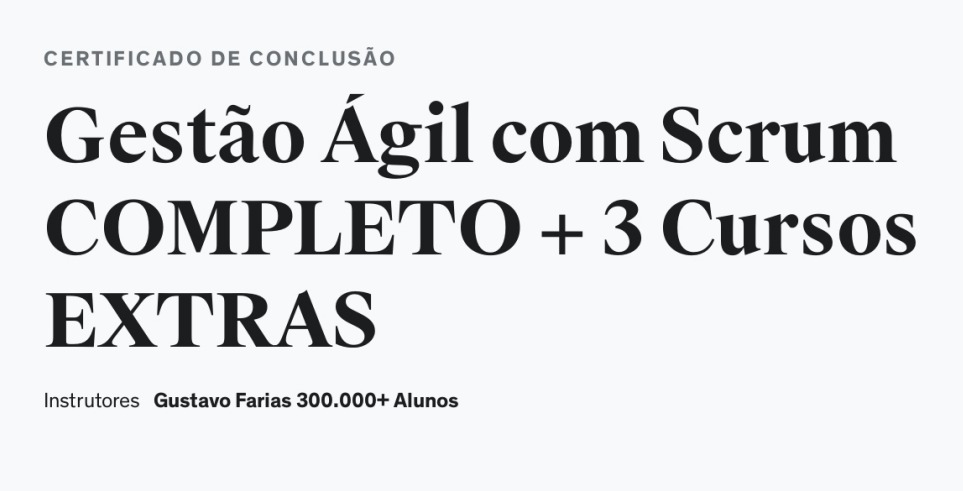 CERTIFICADO DE CONCLUSÃO
Gestão Ágil com Scrum
COMPLETO + 3 Cursos
EXTRAS
Instrutores Gustavo Farias 300.000+ Alunos